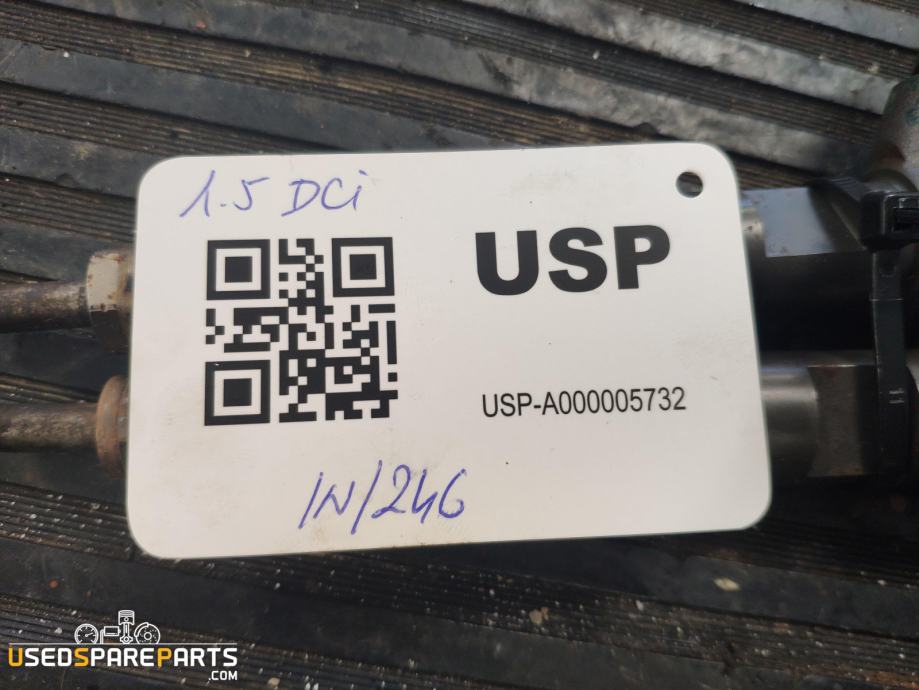 1.5 DCi
USP
USP-A000005732
IN/246
USEDSPAREPARTS
.COM